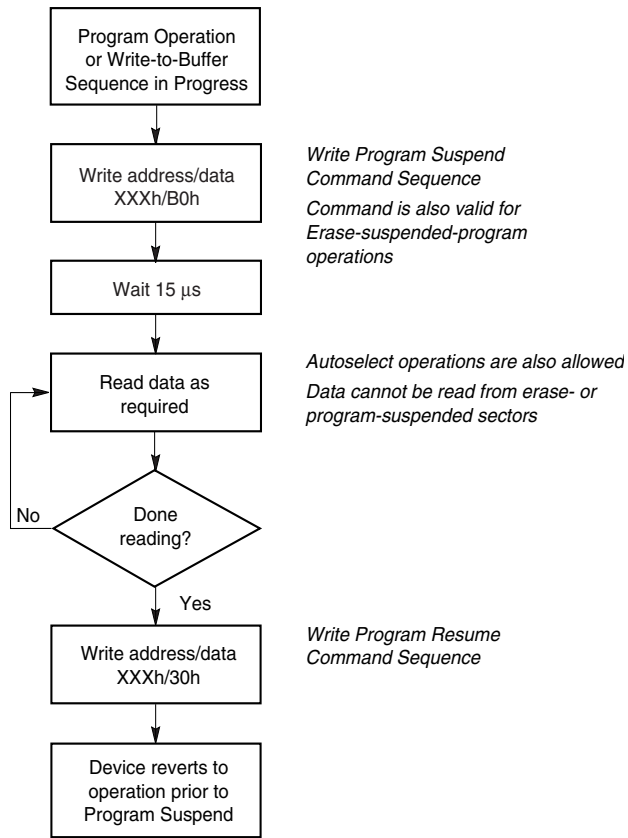 Program Operation
or Write-to-Buffer
Sequence in Progress
Write address/data
XXXh/B0h
Write Program Suspend
Command Sequence
Command is also valid for
Erase-suspended-program
operations
Wait 15 μs
Read data as
required
Autoselect operations are also allowed
Data cannot be read from erase- or
program-suspended sectors
Done
reading?
No
Yes
Write address/data
XXXh/30h
Write Program Resume
Command Sequence
Device reverts to
operation prior to
Program Suspend